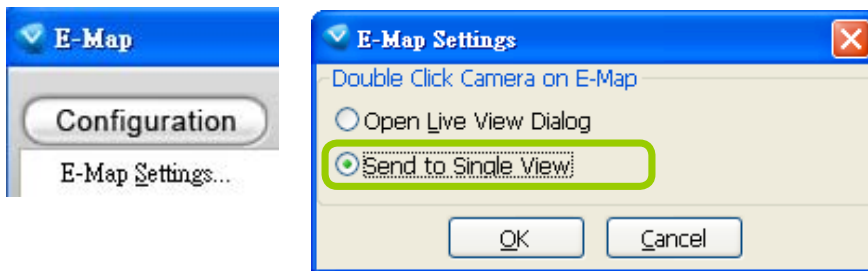 E-Map
Configuration
E-Map Settings...
E-Map Settings
Double Click Camera on E-Map
Open Live View Dialog
Send to Single View
OK
Cancel